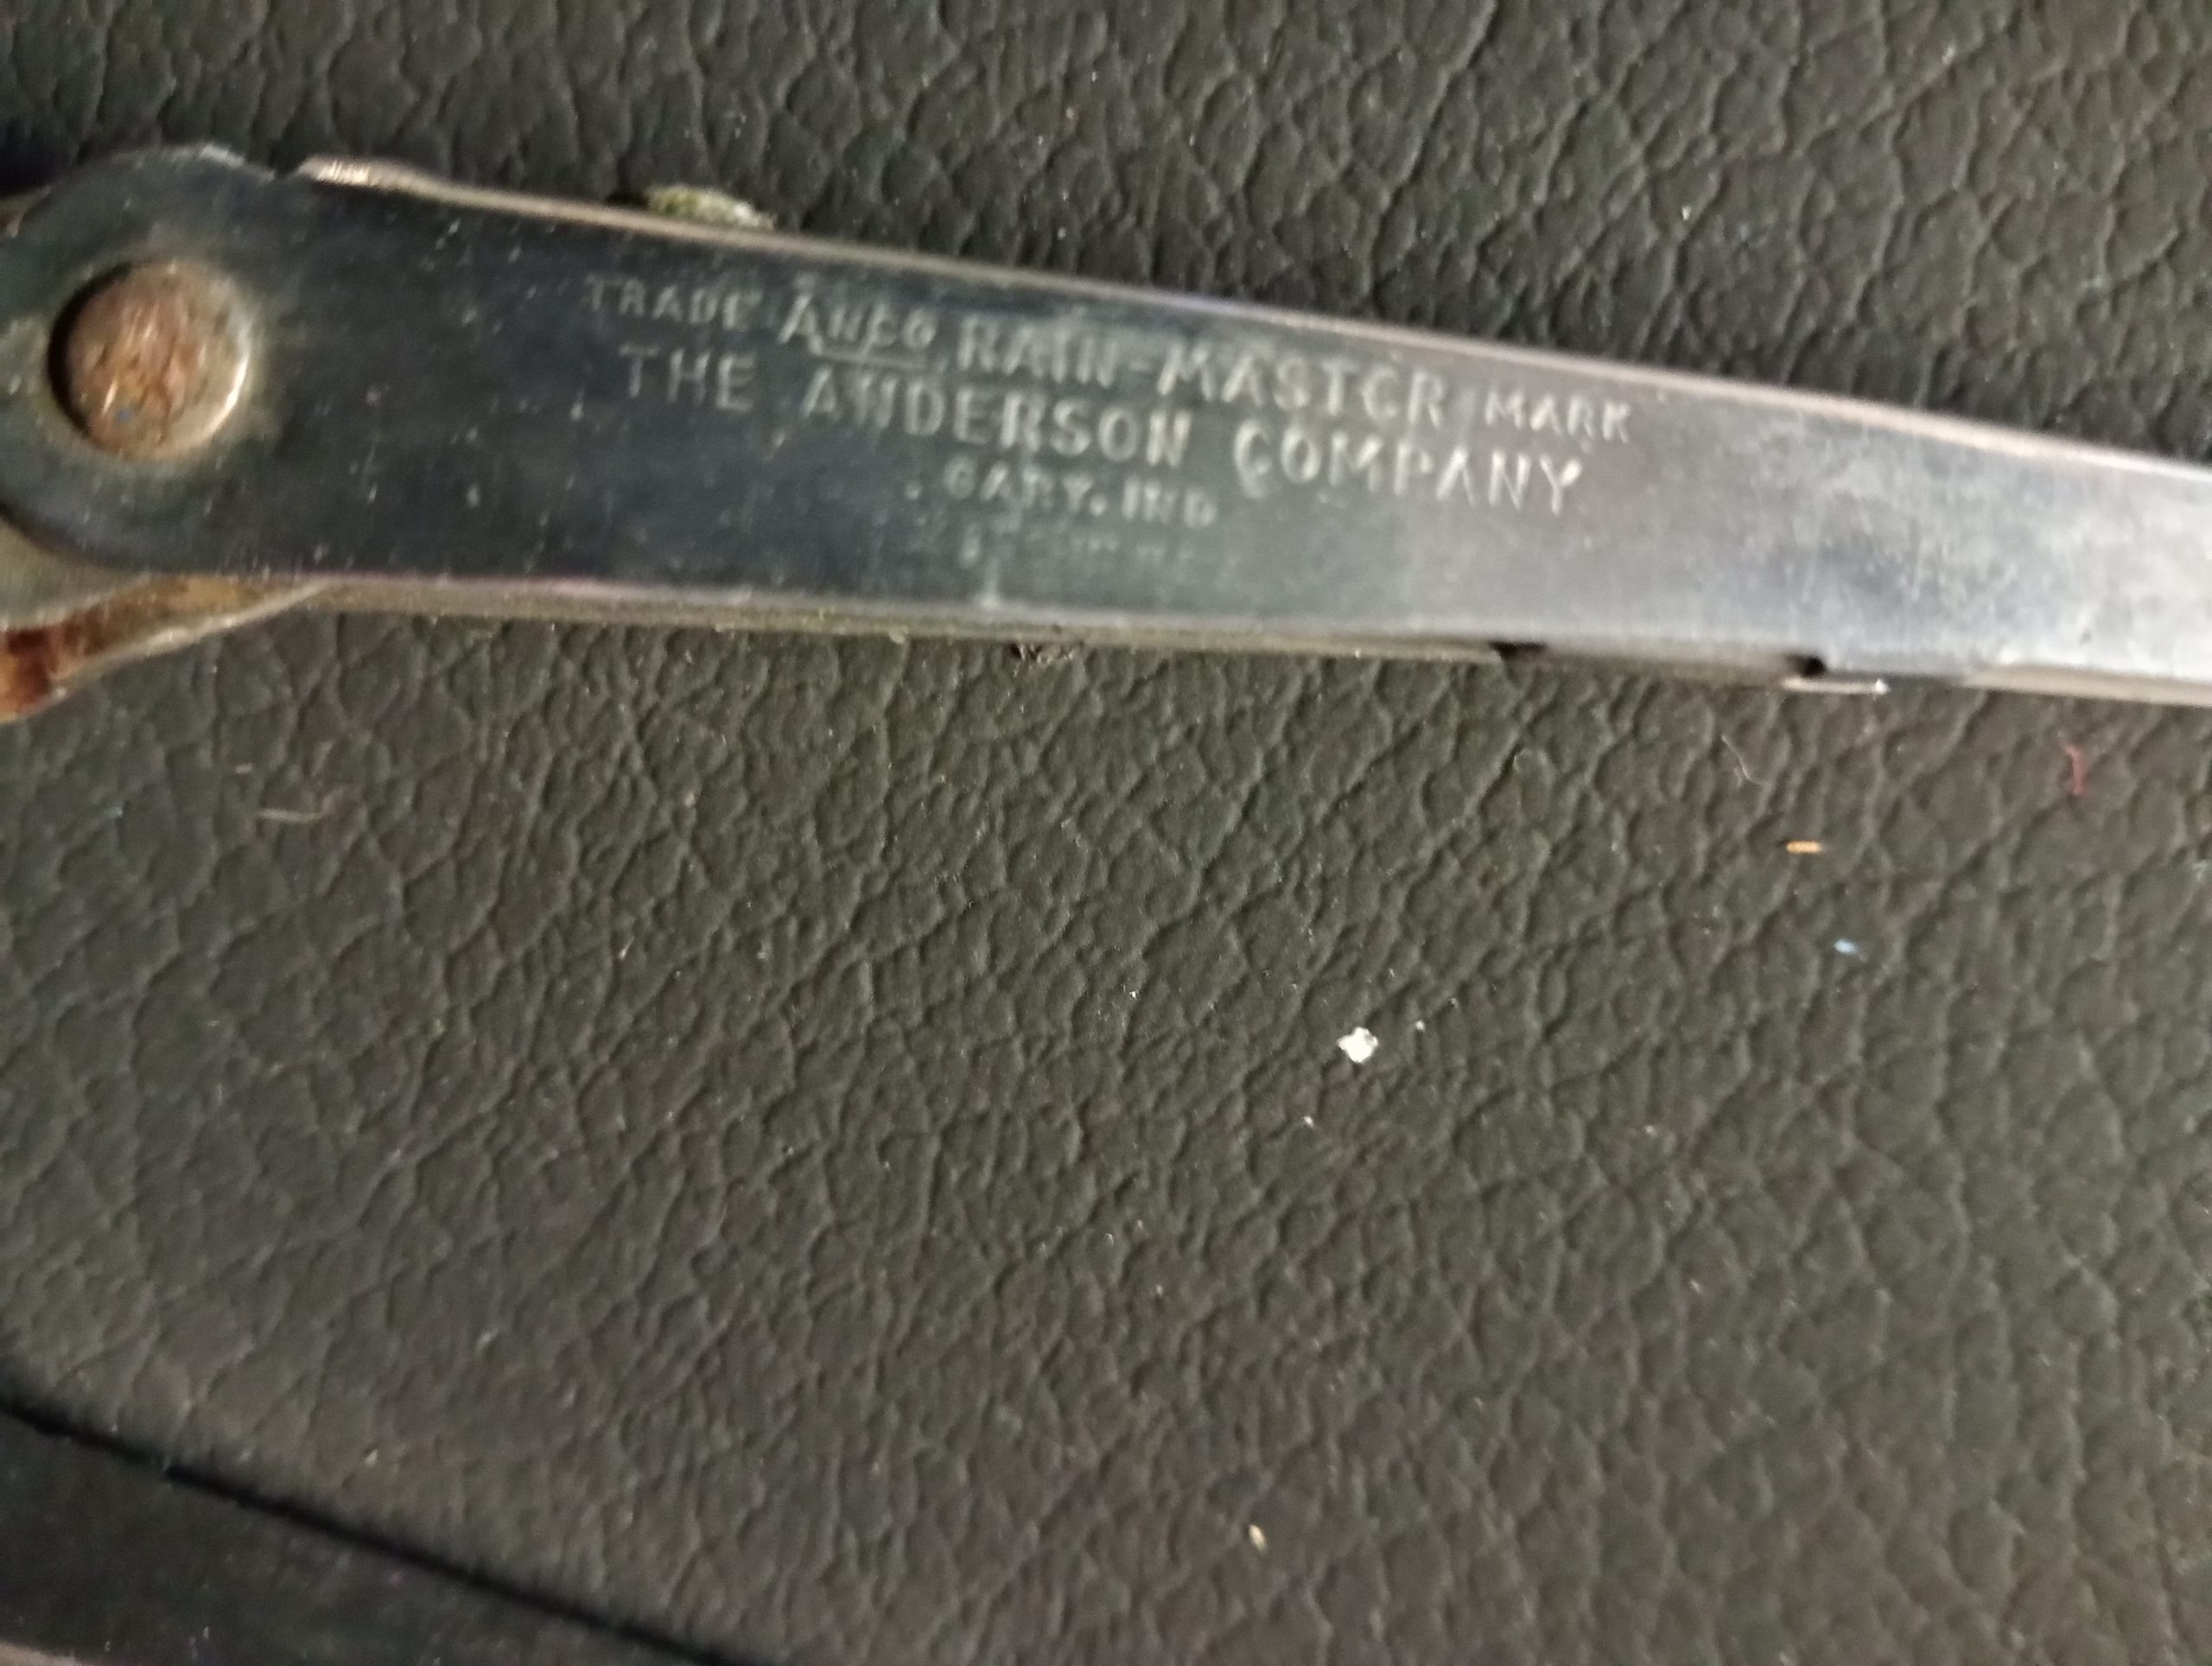 TRADE ANCO RAIN-MASTER MARK
THE ANDERSON COMPANY
GARY, IND